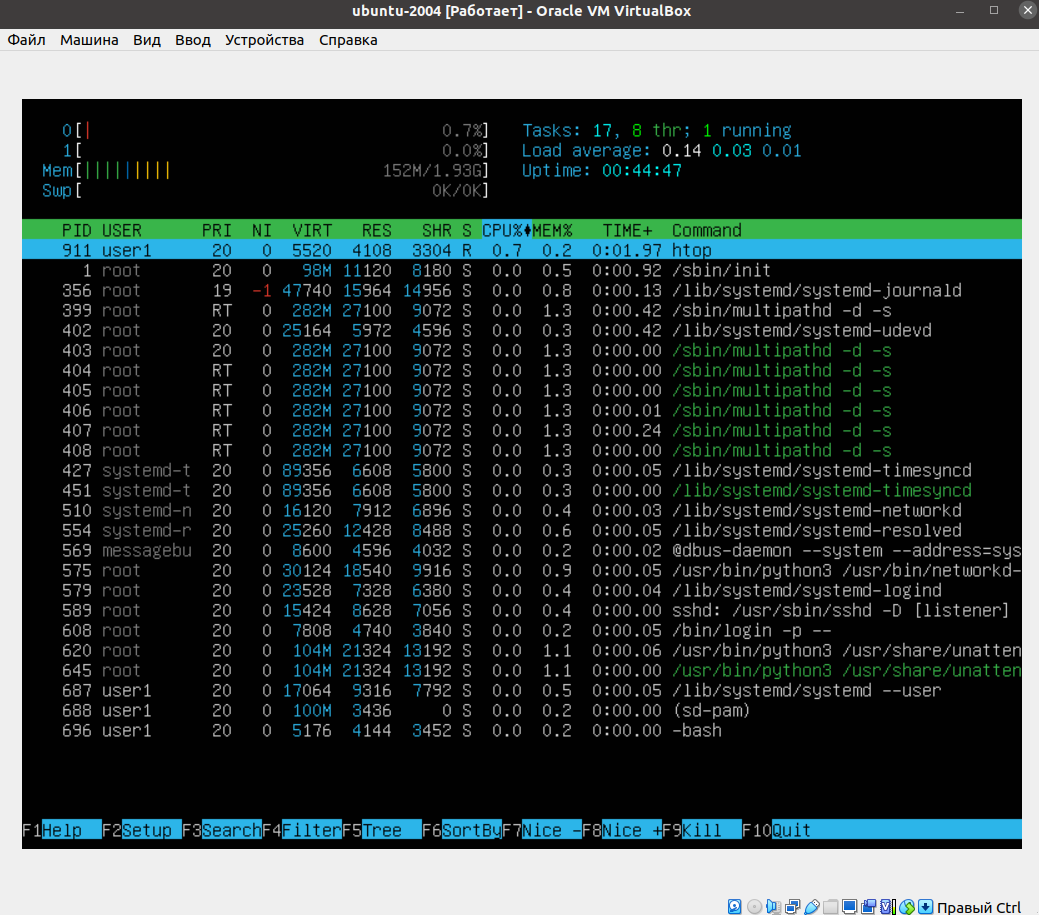 ubuntu-2004 [Работает] - Oracle VM VirtualBox
Файл Машина Вид Ввод Устройства Справка
0[| 0.7%] Tasks: 17, 8 thr; 1 running
1[ 0.0%] Load average: 0.14 0.03 0.01
Mem[||||||||| 152M/1.93G] Uptime: 00:44:47
Swp[ 0K/0K]
PID USER PRI NI VIRT RES SHR S CPU%♦MEM% TIME+ Command
911 user1 20 0 5520 4108 3304 R 0.7 0.2 0:01.97 htop
1 root 20 0 98M 11120 8180 S 0.0 0.5 0:00.92 /sbin/init
356 root 19 -1 47740 15964 14956 S 0.0 0.8 0:00.13 /lib/systemd/systemd-journald
399 root RT 0 282M 27100 9072 S 0.0 1.3 0:00.42 /sbin/multipathd -d -s
402 root 20 0 25164 5972 4596 S 0.0 0.3 0:00.42 /lib/systemd/systemd-udevd
403 root 20 0 282M 27100 9072 S 0.0 1.3 0:00.00 /sbin/multipathd -d -s
404 root RT 0 282M 27100 9072 S 0.0 1.3 0:00.00 /sbin/multipathd -d -s
405 root RT 0 282M 27100 9072 S 0.0 1.3 0:00.00 /sbin/multipathd -d -s
406 root RT 0 282M 27100 9072 S 0.0 1.3 0:00.01 /sbin/multipathd -d -s
407 root RT 0 282M 27100 9072 S 0.0 1.3 0:00.24 /sbin/multipathd -d -s
408 root RT 0 282M 27100 9072 S 0.0 1.3 0:00.00 /sbin/multipathd -d -s
427 systemd-t 20 0 89356 6608 5800 S 0.0 0.3 0:00.05 /lib/systemd/systemd-timesyncd
451 systemd-t 20 0 89356 6608 5800 S 0.0 0.3 0:00.00 /lib/systemd/systemd-timesyncd
510 systemd-n 20 0 16120 7912 6896 S 0.0 0.4 0:00.03 /lib/systemd/systemd-networkd
554 systemd-r 20 0 25260 12428 8488 S 0.0 0.6 0:00.05 /lib/systemd/systemd-resolved
569 messagebu 20 0 8600 4596 4032 S 0.0 0.2 0:00.02 @dbus-daemon --system --address=sys
575 root 20 0 30124 18540 9916 S 0.0 0.9 0:00.05 /usr/bin/python3 /usr/bin/networkd-
579 root 20 0 23528 7328 6380 S 0.0 0.4 0:00.04 /lib/systemd/systemd-logind
589 root 20 0 15424 8628 7056 S 0.0 0.4 0:00.00 sshd: /usr/sbin/sshd -D [listener]
608 root 20 0 7808 4740 3840 S 0.0 0.2 0:00.05 /bin/login -p --
620 root 20 0 104M 21324 13192 S 0.0 1.1 0:00.06 /usr/bin/python3 /usr/share/unatten
645 root 20 0 104M 21324 13192 S 0.0 1.1 0:00.00 /usr/bin/python3 /usr/share/unatten
687 user1 20 0 17064 9316 7792 S 0.0 0.5 0:00.05 /lib/systemd/systemd --user
688 user1 20 0 100M 3436 0 S 0.0 0.2 0:00.00 (sd-pam)
696 user1 20 0 5176 4144 3452 S 0.0 0.2 0:00.00 -bash
F1Help F2Setup F3SearchF4FilterF5Tree F6SortByF7Nice -F8Nice +F9Kill F10Quit
Правый Ctrl